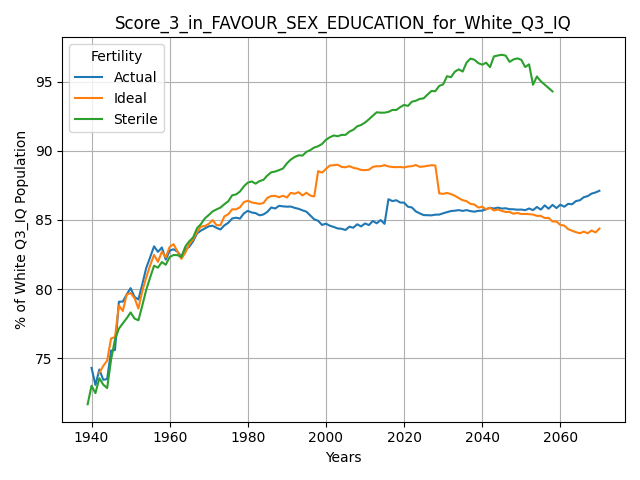 Score_3_in_FAVOUR_SEX_EDUCATION_for_White_Q3_IQ
Fertility
Actual
Ideal
Sterile
% of White Q3_IQ Population
95
90
85
80
75
1940
1960
1980
2000
2020
2040
2060
Years